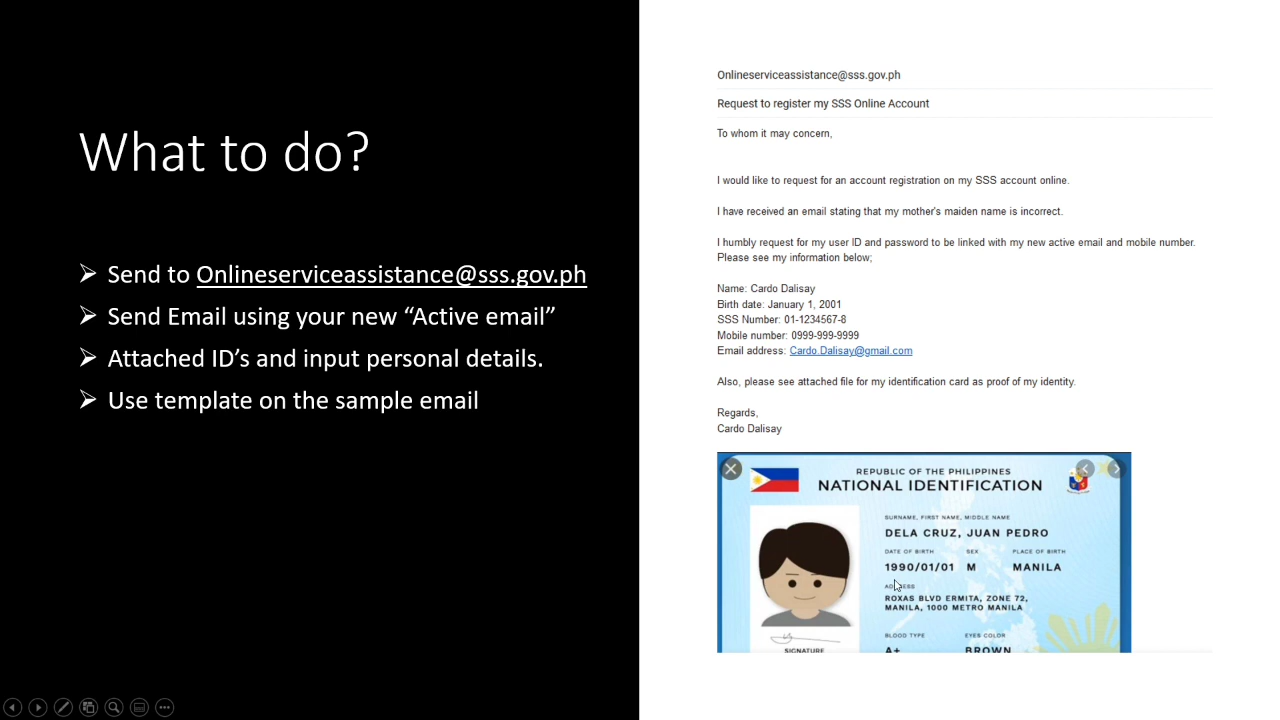 What to do?
Send to Onlineserviceassistance@sss.gov.ph
Send Email using your new “Active email”
Attached ID’s and input personal details.
Use template on the sample email
Onlineserviceassistance@sss.gov.ph
Request to register my SSS Online Account
To whom it may concern,
I would like to request for an account registration on my SSS account online.
I have received an email stating that my mother's maiden name is incorrect.
I humbly request for my user ID and password to be linked with my new active email and mobile number.
Please see my information below;
Name: Cardo Dalisay
Birth date: January 1, 2001
SSS Number: 01-1234567-8
Mobile number: 0999-999-9999
Email address: Cardo.Dalisay@gmail.com
Also, please see attached file for my identification card as proof of my identity.
Regards,
Cardo Dalisay
REPUBLIC OF THE PHILIPPINES
NATIONAL IDENTIFICATION
SURNAME, FIRST NAME, MIDDLE NAME
DELA CRUZ, JUAN PEDRO
DATE OF BIRTH SEX PLACE OF BIRTH
1990/01/01 M MANILA
ADDRESS
ROXAS BLVD ERMITA, ZONE 72,
MANILA, 1000 METRO MANILA
BLOOD TYPE EYES COLOR
A+ BROWN
SIGNATURE